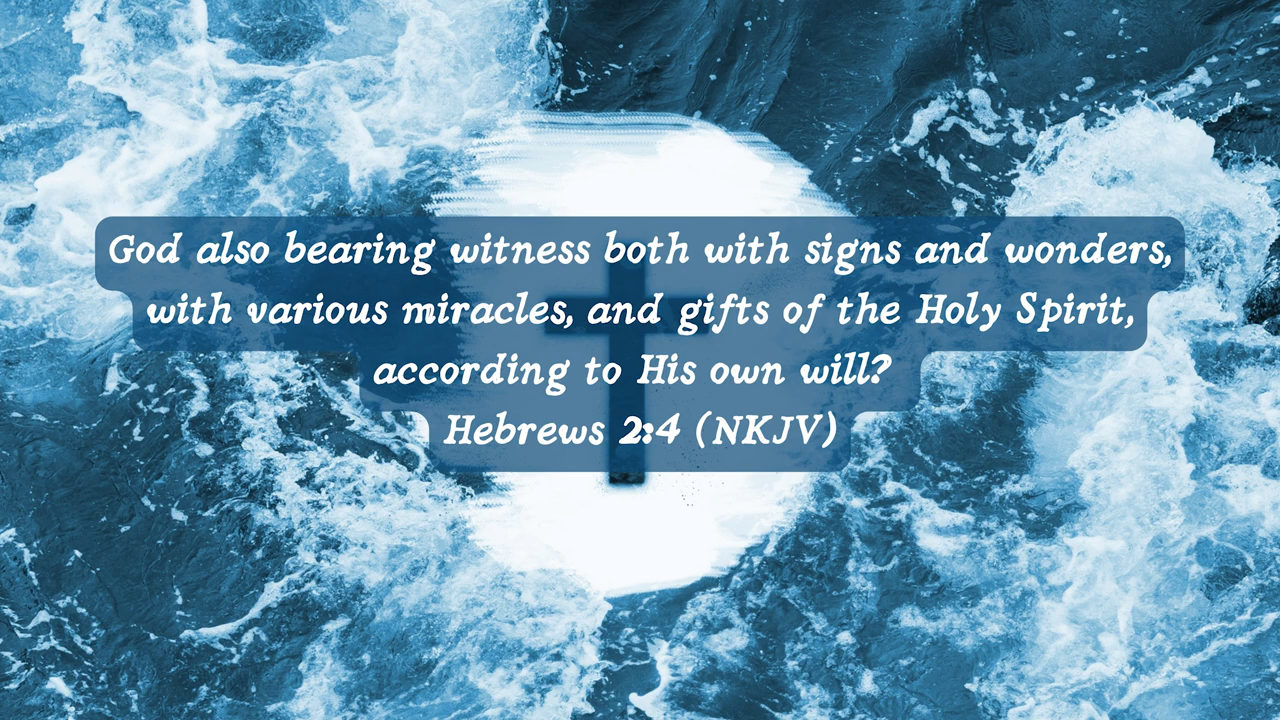 God also bearing witness both with signs and wonders,
with various miracles, and gifts of the Holy Spirit,
according to His own will?
Hebrews 2:4 (NKJV)